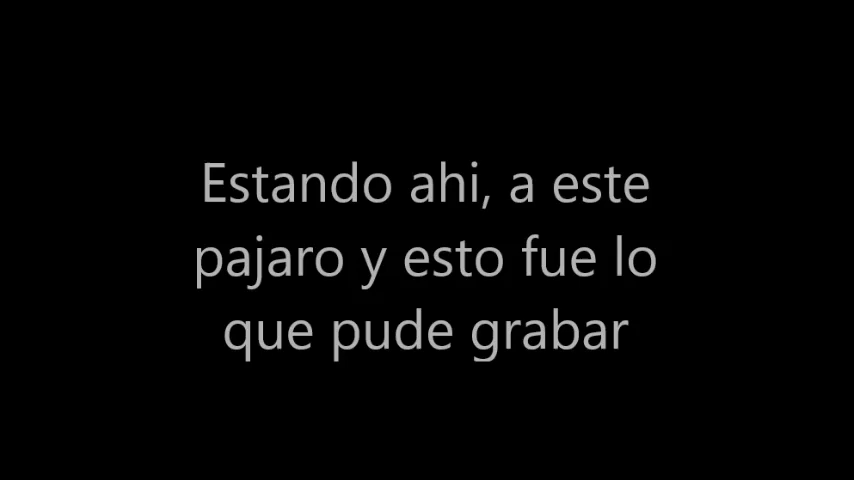 Estando ahi, a este
pajaro y esto fue lo
que pude grabar